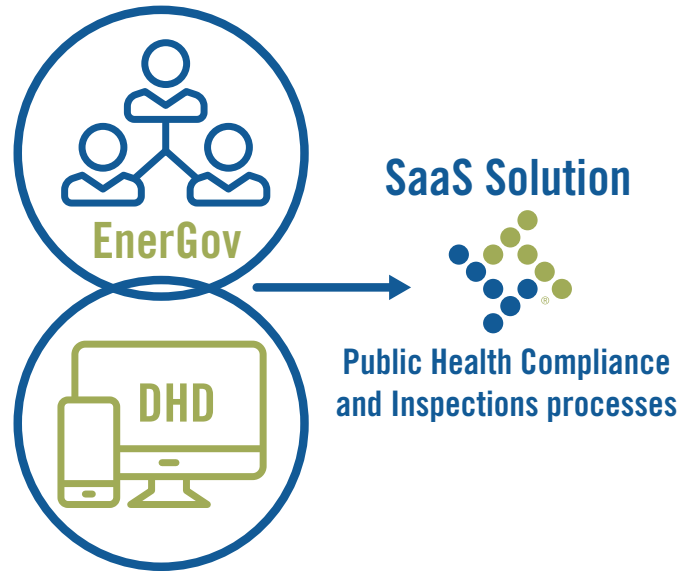 EnerGov
DHD
SaaS Solution
®
Public Health Compliance
and Inspections processes